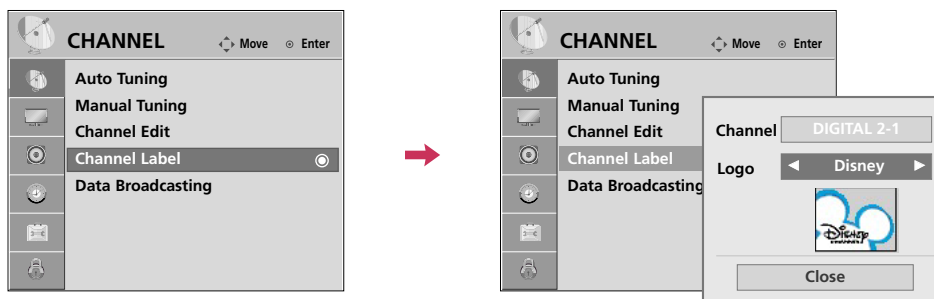 CHANNEL Move Enter
Auto Tuning
Manual Tuning
Channel Edit
Channel Label
Data Broadcasting
CHANNEL Move Enter
Auto Tuning
Manual Tuning
Channel Edit
Channel Label
Data Broadcasting
Channel DIGITAL 2-1
Logo ◀ Disney ▶
Disney
Close